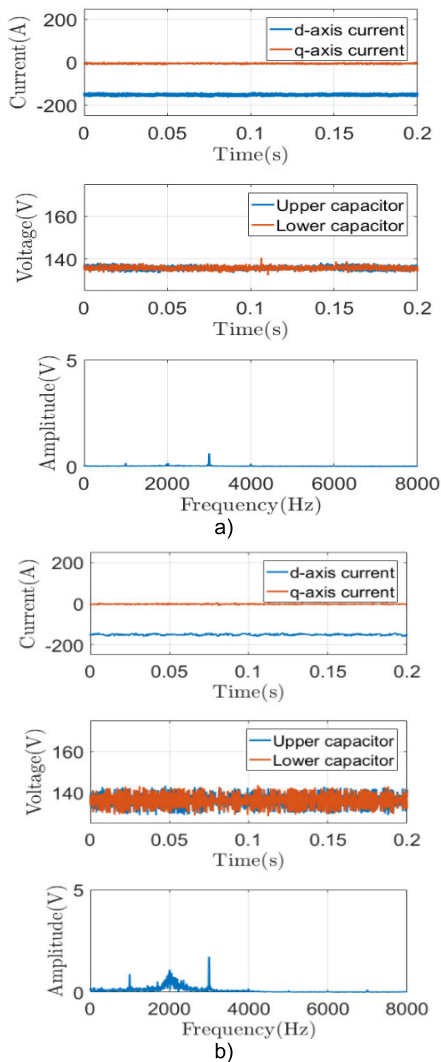 200
0
-200
Current(A)
d-axis current
q-axis current
0 0.05 0.1 0.15 0.2
Time(s)
160
140
Voltage(V)
Upper capacitor
Lower capacitor
0 0.05 0.1 0.15 0.2
Time(s)
5
0
Amplitude(V)
0 2000 4000 6000 8000
Frequency(Hz)
a)
200
0
-200
Current(A)
d-axis current
q-axis current
0 0.05 0.1 0.15 0.2
Time(s)
160
140
Voltage(V)
Upper capacitor
Lower capacitor
0 0.05 0.1 0.15 0.2
Time(s)
5
0
Amplitude(V)
0 2000 4000 6000 8000
Frequency(Hz)
b)